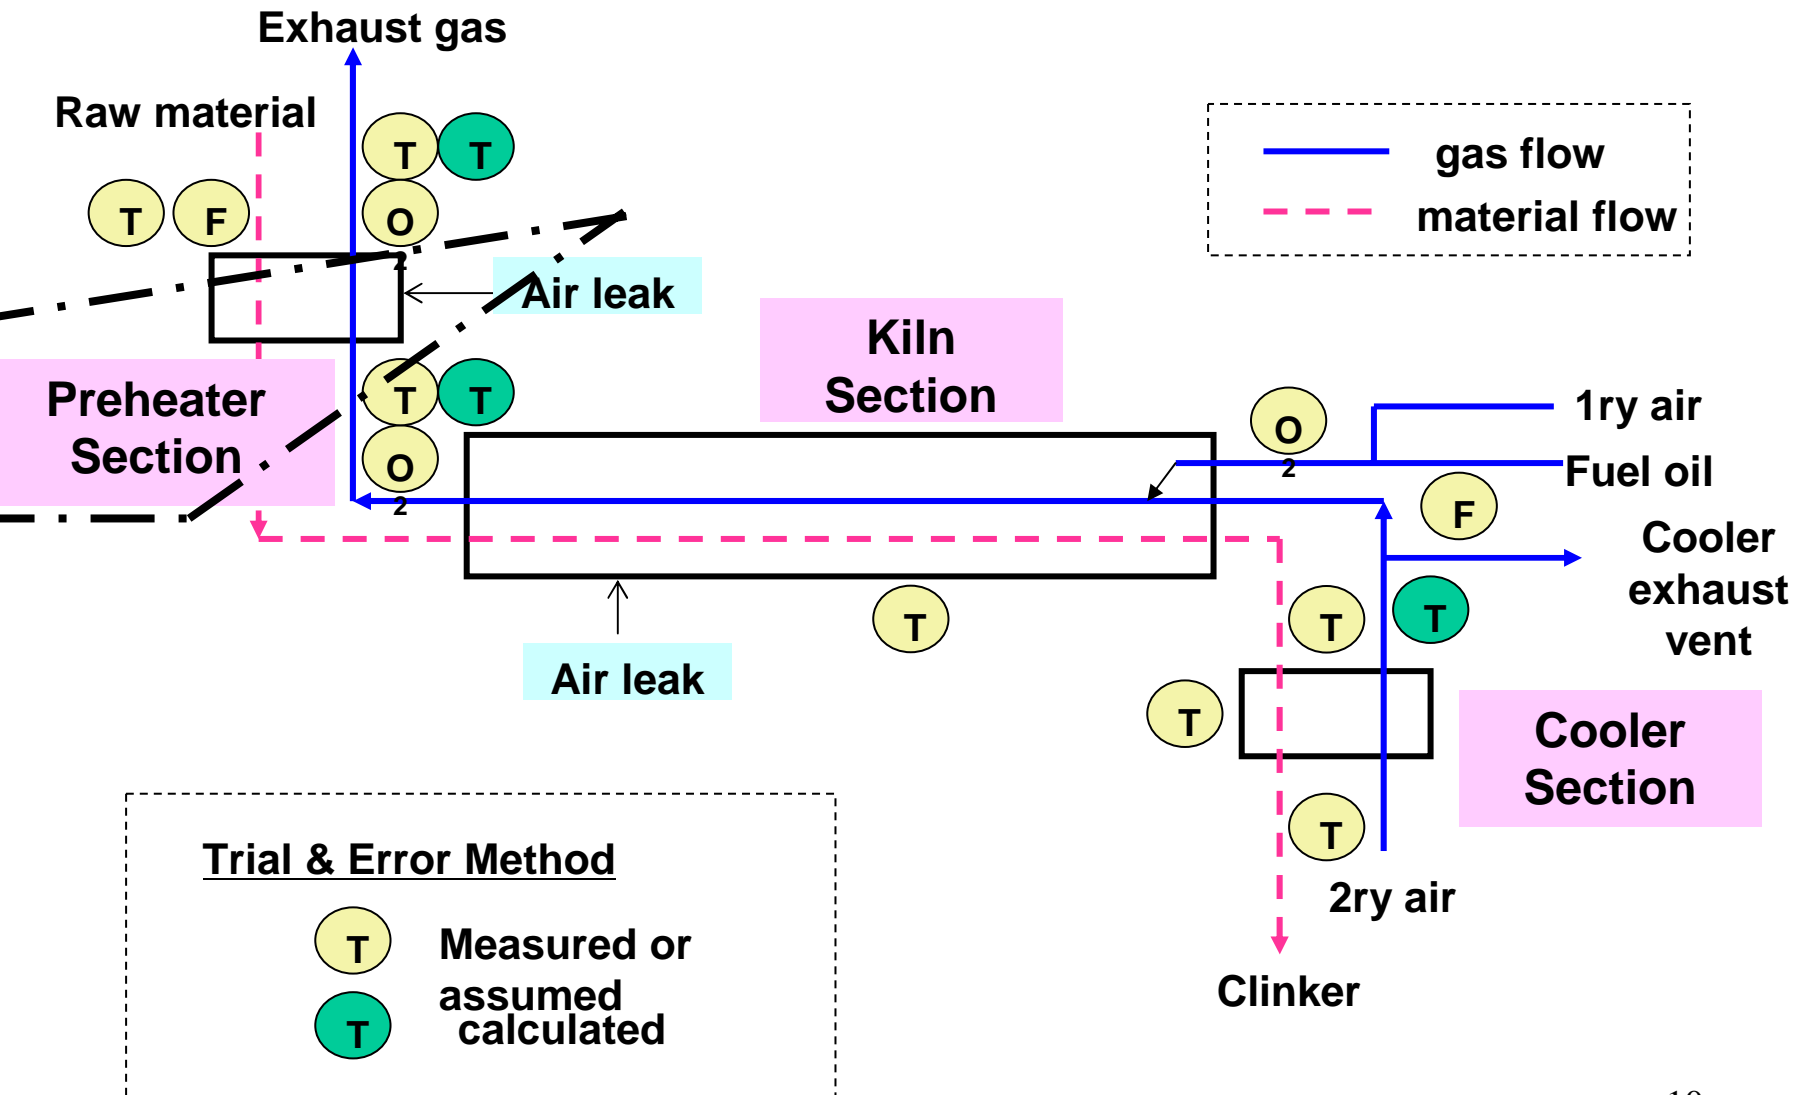 Exhaust gas
Raw material
T
T
gas flow
T
F
O
2
material flow
Air leak
Kiln
Section
Preheater
Section
T
T
O
2
O
2
1ry air
Fuel oil
F
Cooler
exhaust
vent
T
T
T
Air leak
T
Cooler
Section
T
2ry air
Clinker
Trial & Error Method
T
Measured or
assumed
T
calculated